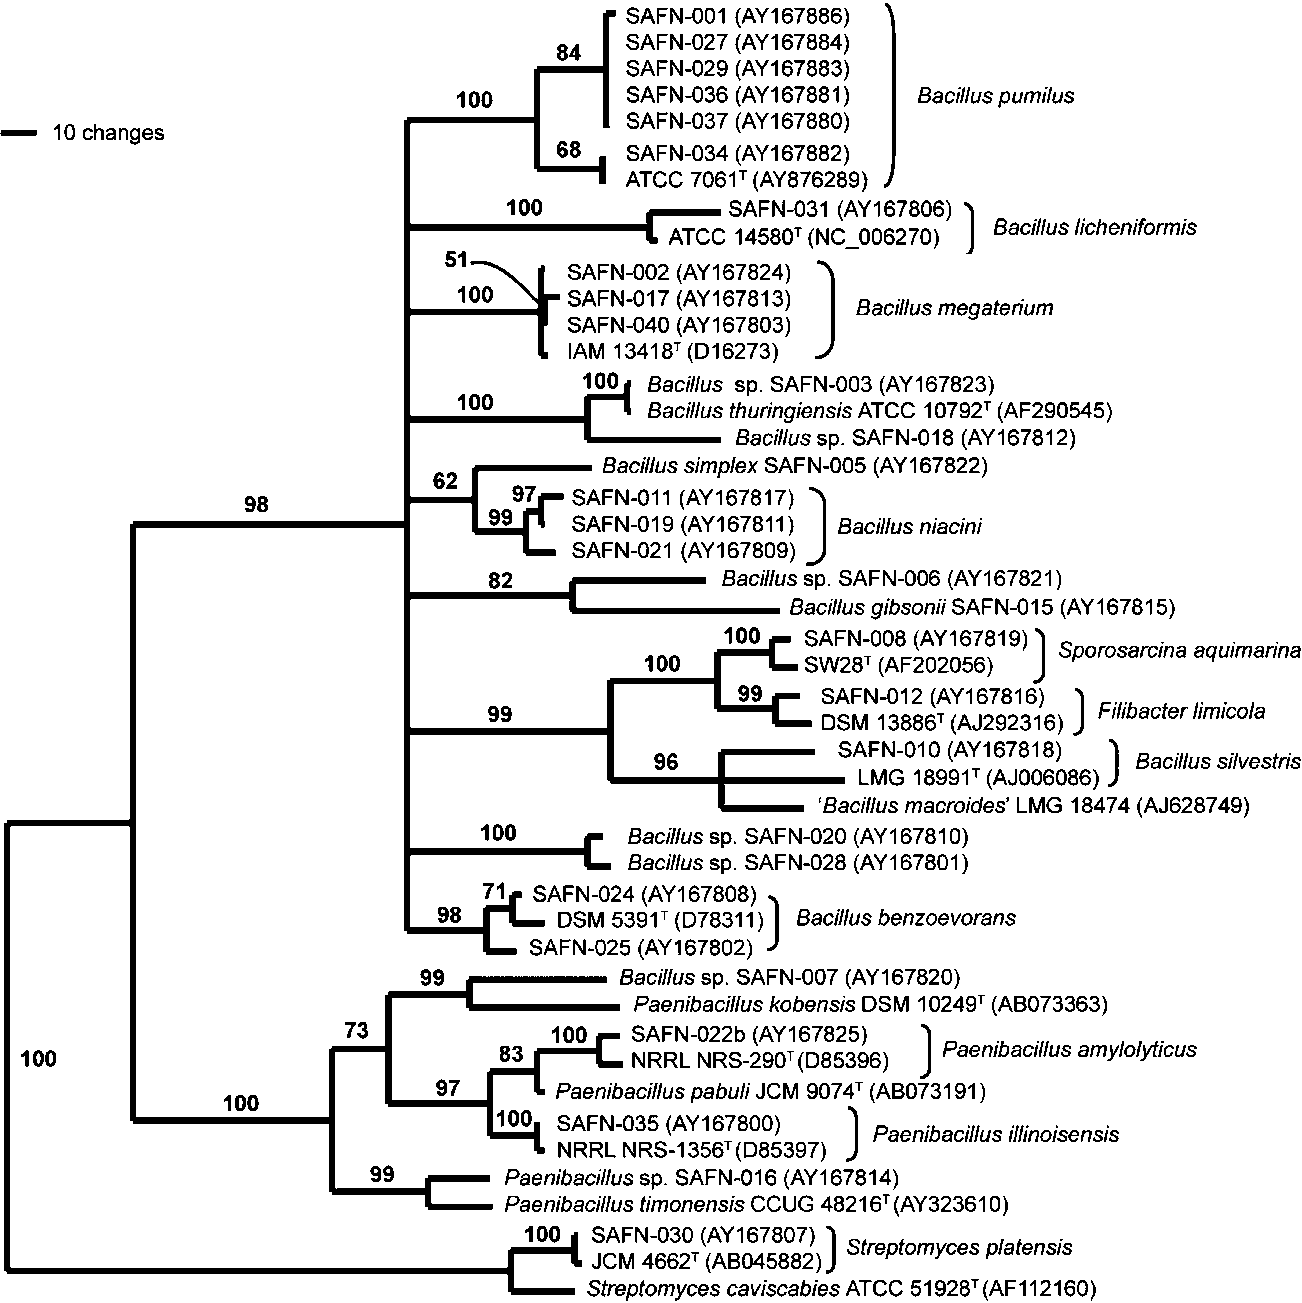 SAFN-001 (AY167886)
84
SAFN-027 (AY167884)
SAFN-029 (AY167883)
100
SAFN-036 (AY167881)
Bacillus pumilus
SAFN-037 (AY167880)
10 changes
68
SAFN-034 (AY167882)
ATCC 7061ᵀ (AY876289)
100
SAFN-031 (AY167806)
Bacillus licheniformis
ATCC 14580ᵀ (NC_006270)
51
SAFN-002 (AY167824)
100
SAFN-017 (AY167813)
Bacillus megaterium
SAFN-040 (AY167803)
IAM 13418ᵀ (D16273)
100
Bacillus sp. SAFN-003 (AY167823)
100
Bacillus thuringiensis ATCC 10792ᵀ (AF290545)
Bacillus sp. SAFN-018 (AY167812)
Bacillus simplex SAFN-005 (AY167822)
62
97
SAFN-011 (AY167817)
98
99
SAFN-019 (AY167811)
Bacillus niacini
SAFN-021 (AY167809)
82
Bacillus sp. SAFN-006 (AY167821)
Bacillus gibsonii SAFN-015 (AY167815)
100
SAFN-008 (AY167819)
Sporosarcina aquimarina
100
SW28ᵀ (AF202056)
99
SAFN-012 (AY167816)
Filibacter limicola
99
DSM 13886ᵀ (AJ292316)
96
SAFN-010 (AY167818)
Bacillus silvestris
LMG 18991ᵀ (AJ006086)
‘Bacillus macroides’ LMG 18474 (AJ628749)
100
Bacillus sp. SAFN-020 (AY167810)
Bacillus sp. SAFN-028 (AY167801)
71
SAFN-024 (AY167808)
98
DSM 5391ᵀ (D78311)
Bacillus benzoevorans
SAFN-025 (AY167802)
99
Bacillus sp. SAFN-007 (AY167820)
Paenibacillus kobensis DSM 10249ᵀ (AB073363)
73
100
SAFN-022b (AY167825)
Paenibacillus amylolyticus
100
83
NRRL NRS-290ᵀ (D85396)
97
Paenibacillus pabuli JCM 9074ᵀ (AB073191)
100
100
SAFN-035 (AY167800)
Paenibacillus illinoisensis
NRRL NRS-1356ᵀ (D85397)
99
Paenibacillus sp. SAFN-016 (AY167814)
Paenibacillus timonensis CCUG 48216ᵀ (AY323610)
100
SAFN-030 (AY167807)
Streptomyces platensis
JCM 4662ᵀ (AB045882)
Streptomyces caviscabies ATCC 51928ᵀ (AF112160)